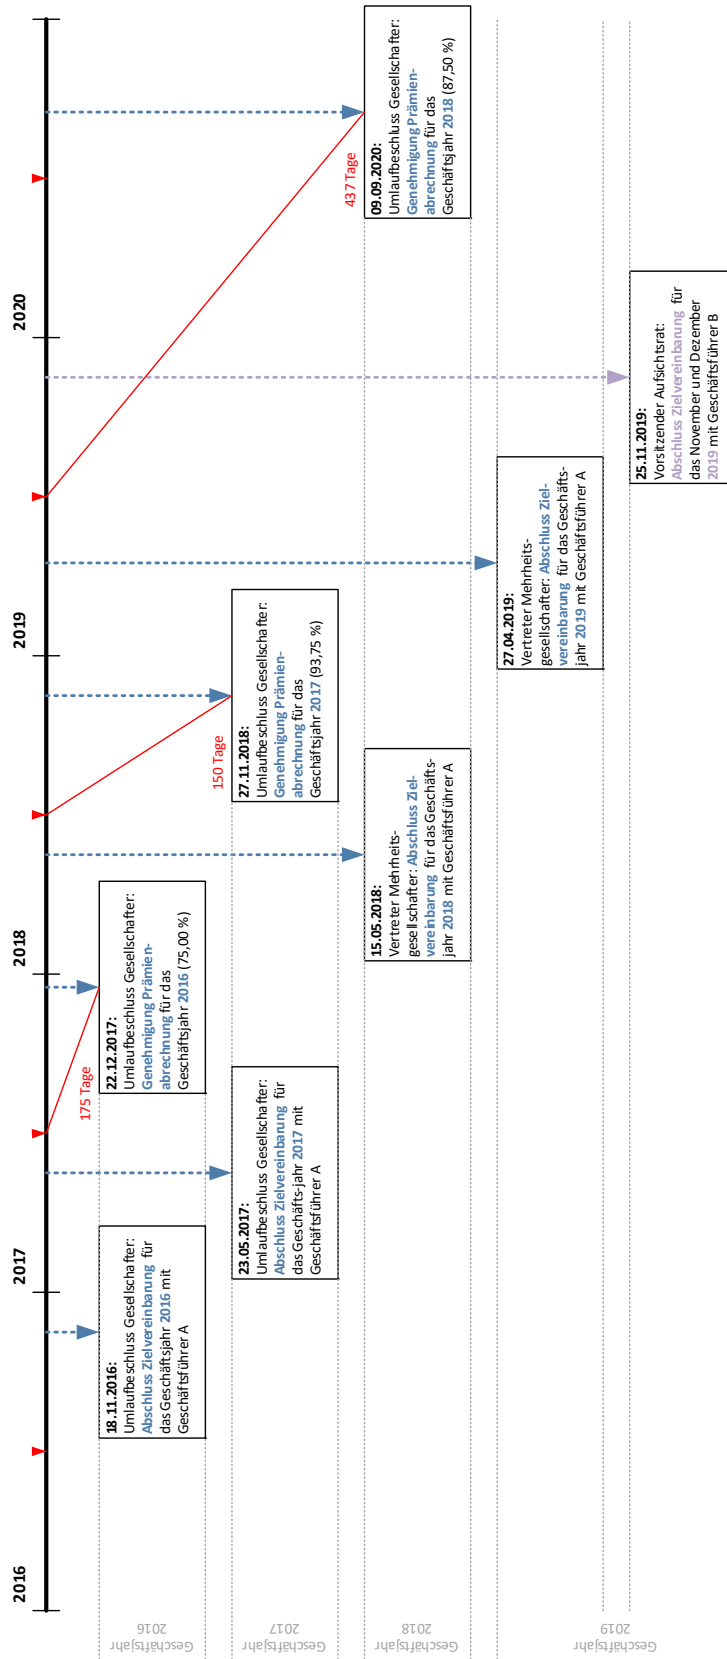 2016
2017
2018
2019
2020
175 Tage
150 Tage
437 Tage
Geschäftsjahr
2016
18.11.2016:
Umlaufbeschluss Gesellschafter:
Abschluss Zielvereinbarung für
das Geschäftsjahr 2016 mit
Geschäftsführer A
22.12.2017:
Umlaufbeschluss Gesellschafter:
Genehmigung Prämien-
abrechnung für das
Geschäftsjahr 2016 (75,00 %)
Geschäftsjahr
2017
23.05.2017:
Umlaufbeschluss Gesellschafter:
Abschluss Zielvereinbarung für
das Geschäfts-jahr 2017 mit
Geschäftsführer A
27.11.2018:
Umlaufbeschluss Gesellschafter:
Genehmigung Prämien-
abrechnung für das
Geschäftsjahr 2017 (93,75 %)
Geschäftsjahr
2018
15.05.2018:
Vertreter Mehrheits-
gesellschafter: Abschluss Ziel-
vereinbarung für das Geschäfts-
jahr 2018 mit Geschäftsführer A
09.09.2020:
Umlaufbeschluss Gesellschafter:
Genehmigung Prämien-
abrechnung für das
Geschäftsjahr 2018 (87,50 %)
Geschäftsjahr
2019
27.04.2019:
Vertreter Mehrheits-
gesellschafter: Abschluss Ziel-
vereinbarung für das Geschäfts-
jahr 2019 mit Geschäftsführer A
25.11.2019:
Vorsitzender Aufsichtsrat:
Abschluss Zielvereinbarung für
das November und Dezember
2019 mit Geschäftsführer B